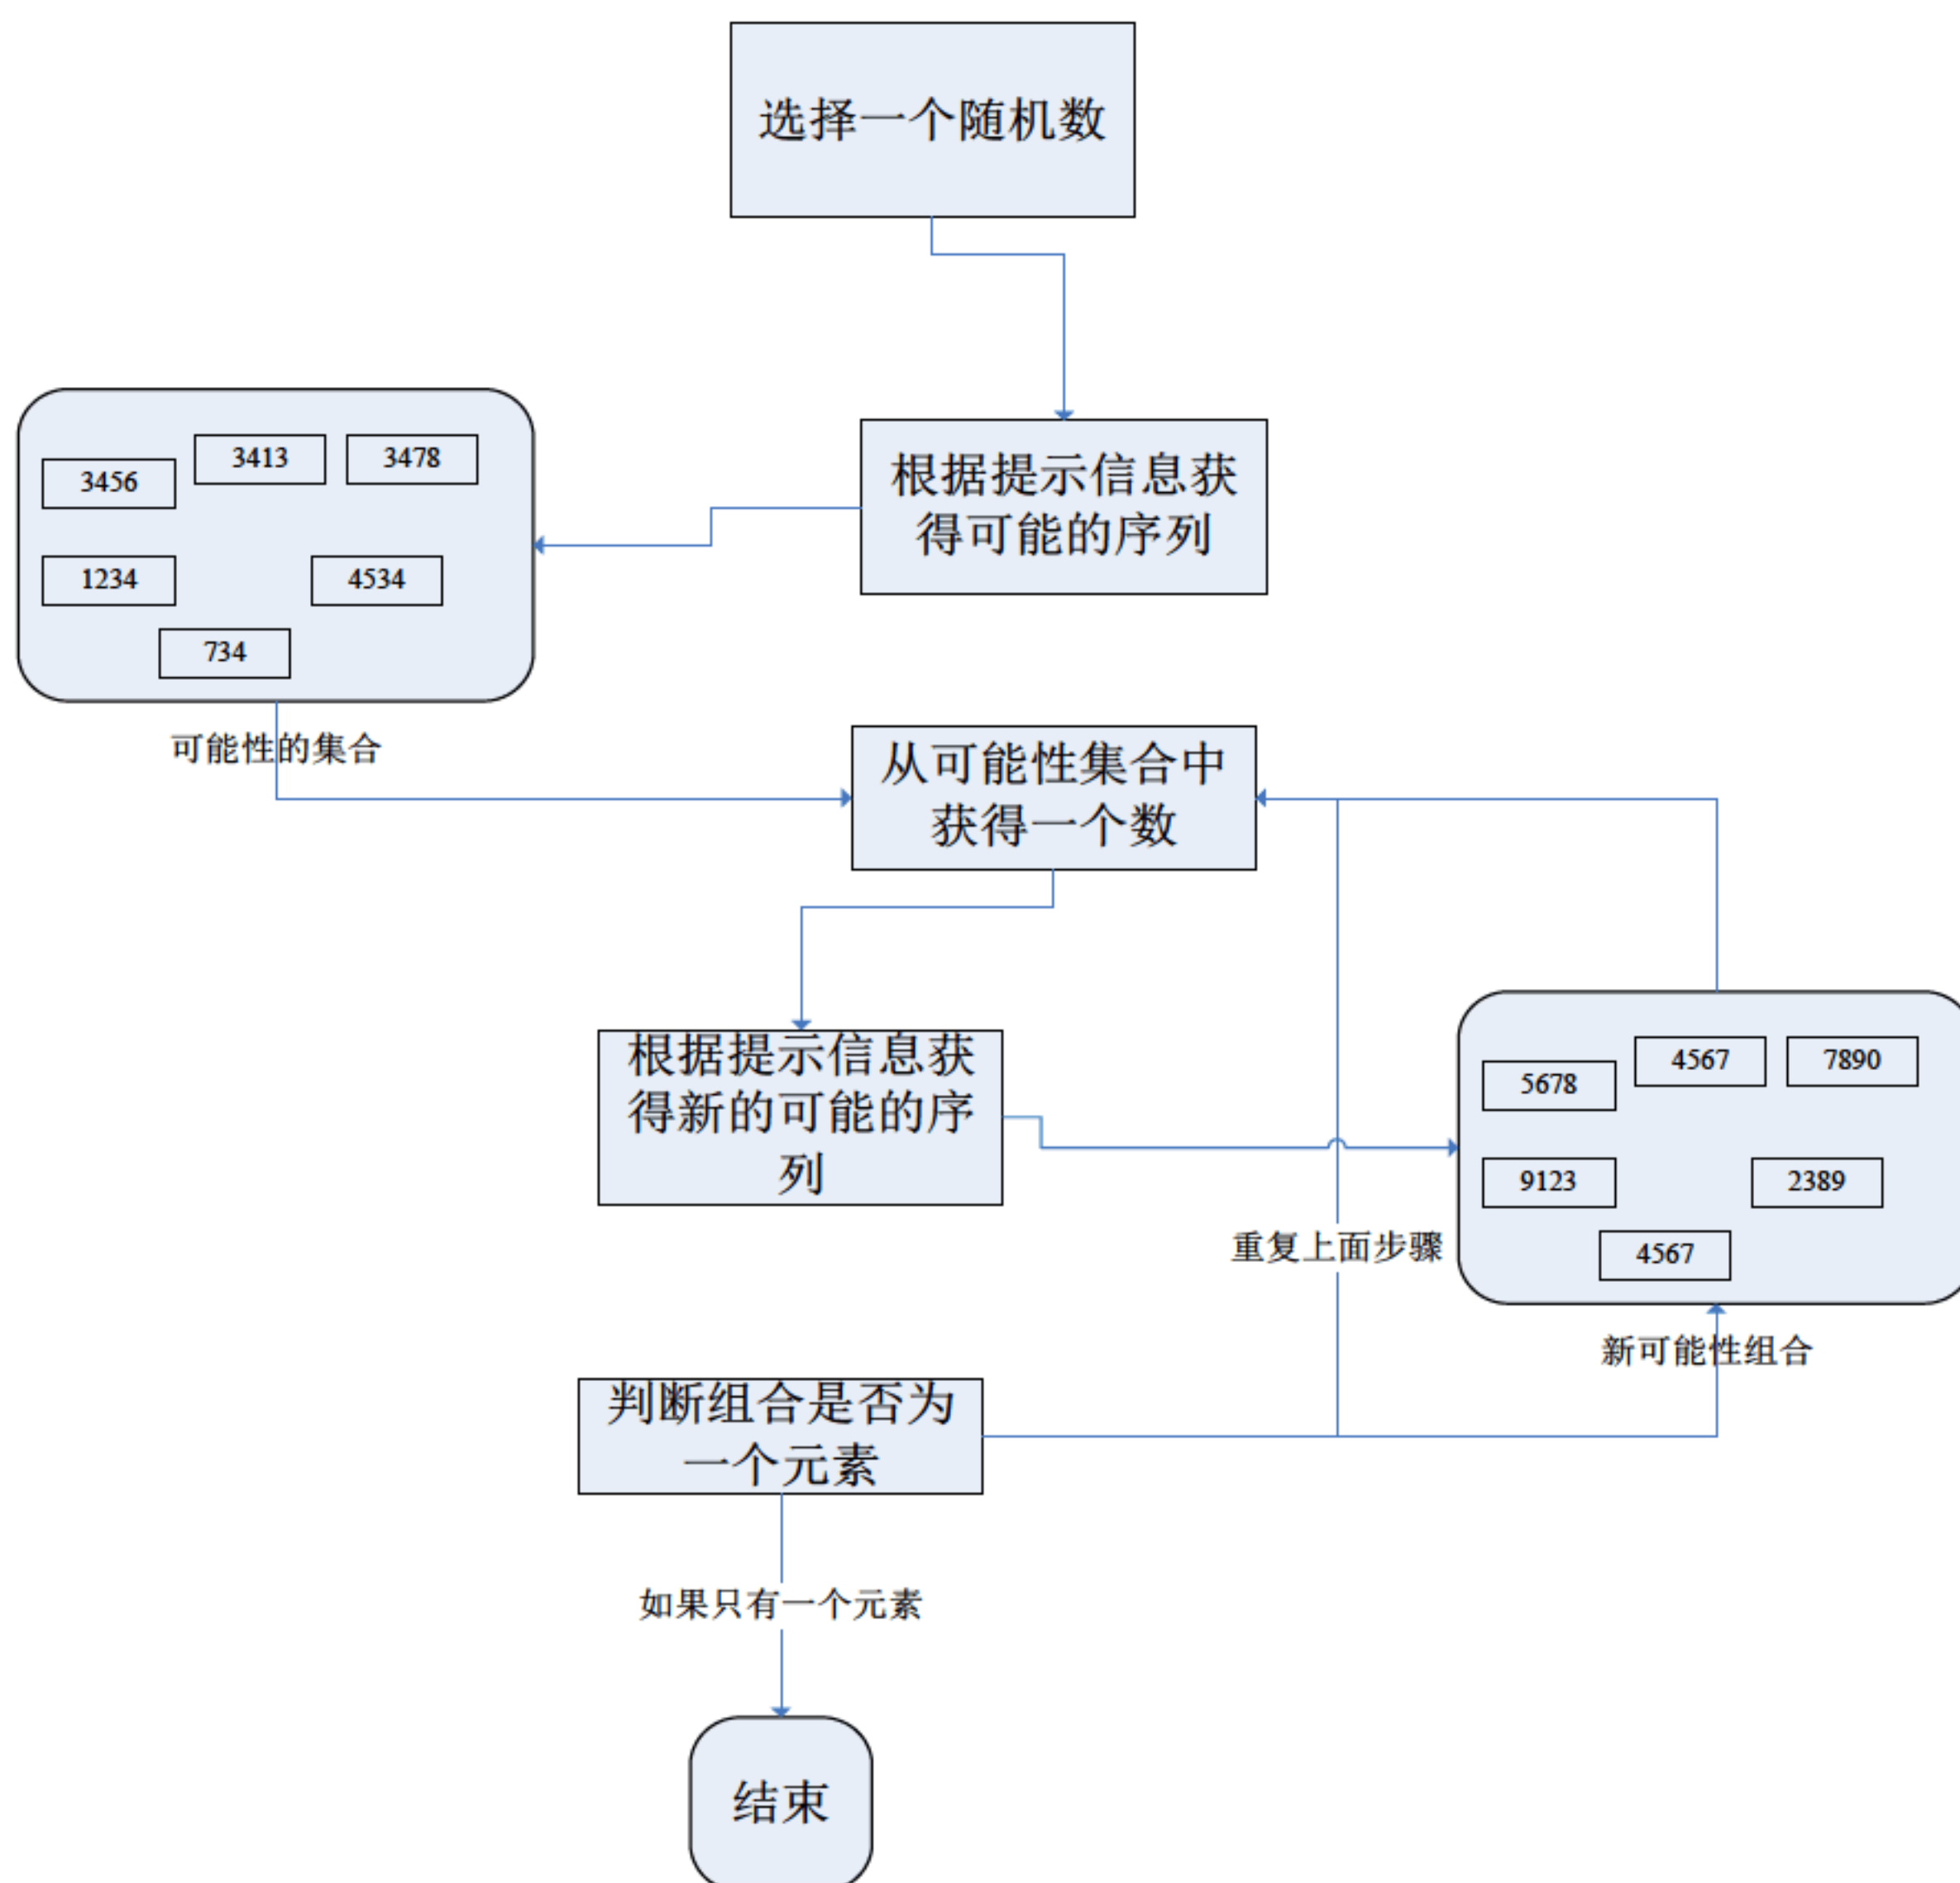 选择一个随机数
根据提示信息获
得可能的序列
3413
3478
3456
1234
4534
734
可能性的集合
从可能性集合中
获得一个数
根据提示信息获
得新的可能的序
列
4567
7890
5678
9123
2389
4567
重复上面步骤
新可能性组合
判断组合是否为
一个元素
如果只有一个元素
结束